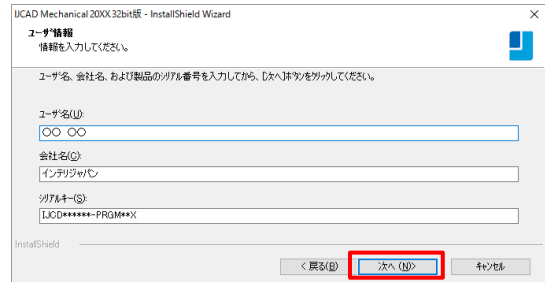 IJCAD Mechanical 20XX 32bit版 - InstallShield Wizard
ユーザ情報
情報を入力してください。
ユーザ名、会社名、および製品のシリアル番号を入力してから、[次へ]ボタンをクリックしてください。
ユーザ名(U):
〇〇 〇〇
会社名(C):
インテリジャパン
シリアルキー(S):
IJCD******-PRGM**X
InstallShield
< 戻る(B)
次へ (N)>
キャンセル